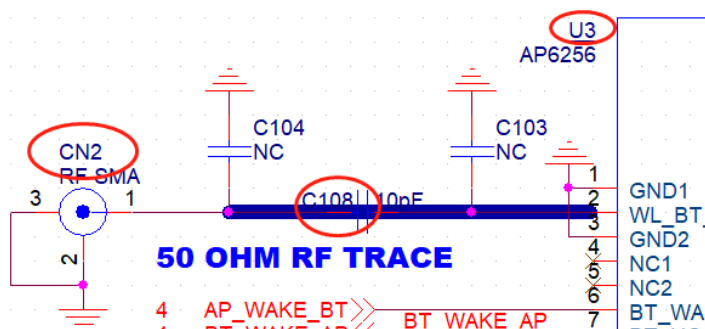 U3
AP6256
C104
NC
C103
NC
CN2
RF SMA
3
1
2
C108
10pF
50 OHM RF TRACE
1
GND1
2
WL_BT_
3
GND2
4
NC1
5
NC2
6
BT_WA
7
4
AP_WAKE_BT
BT_WAKE_AP